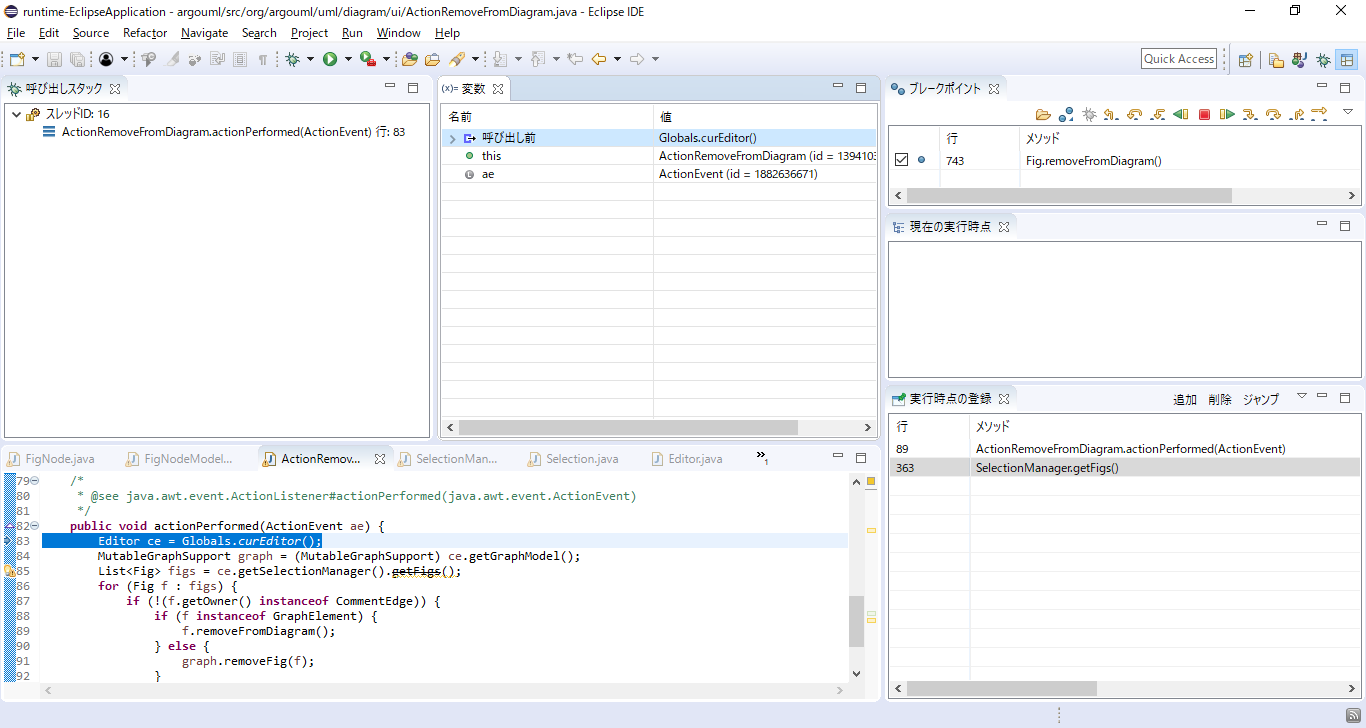 runtime-EclipseApplication - argouml/src/org/argouml/uml/diagram/ui/ActionRemoveFromDiagram.java - Eclipse IDE
File Edit Source Refactor Navigate Search Project Run Window Help
Quick Access
呼び出しスタック
スレッドID: 16
ActionRemoveFromDiagram.actionPerformed(ActionEvent) 行: 83
(x)= 変数
名前 値
呼び出し前 Globals.curEditor()
this ActionRemoveFromDiagram (id = 1394103
ae ActionEvent (id = 1882636671)
ブレークポイント
行 メソッド
743 Fig.removeFromDiagram()
現在の実行時点
実行時点の登録 追加 削除 ジャンプ
行 メソッド
89 ActionRemoveFromDiagram.actionPerformed(ActionEvent)
363 SelectionManager.getFigs()
FigNode.java FigNodeModel... ActionRemov... SelectionMan... Selection.java Editor.java »1
79 /*
80 * @see java.awt.event.ActionListener#actionPerformed(java.awt.event.ActionEvent)
81 */
82 public void actionPerformed(ActionEvent ae) {
83 Editor ce = Globals.curEditor();
84 MutableGraphSupport graph = (MutableGraphSupport) ce.getGraphModel();
85 List<Fig> figs = ce.getSelectionManager().getFigs();
86 for (Fig f : figs) {
87 if (!(f.getOwner() instanceof CommentEdge)) {
88 if (f instanceof GraphElement) {
89 f.removeFromDiagram();
90 } else {
91 graph.removeFig(f);
92 }